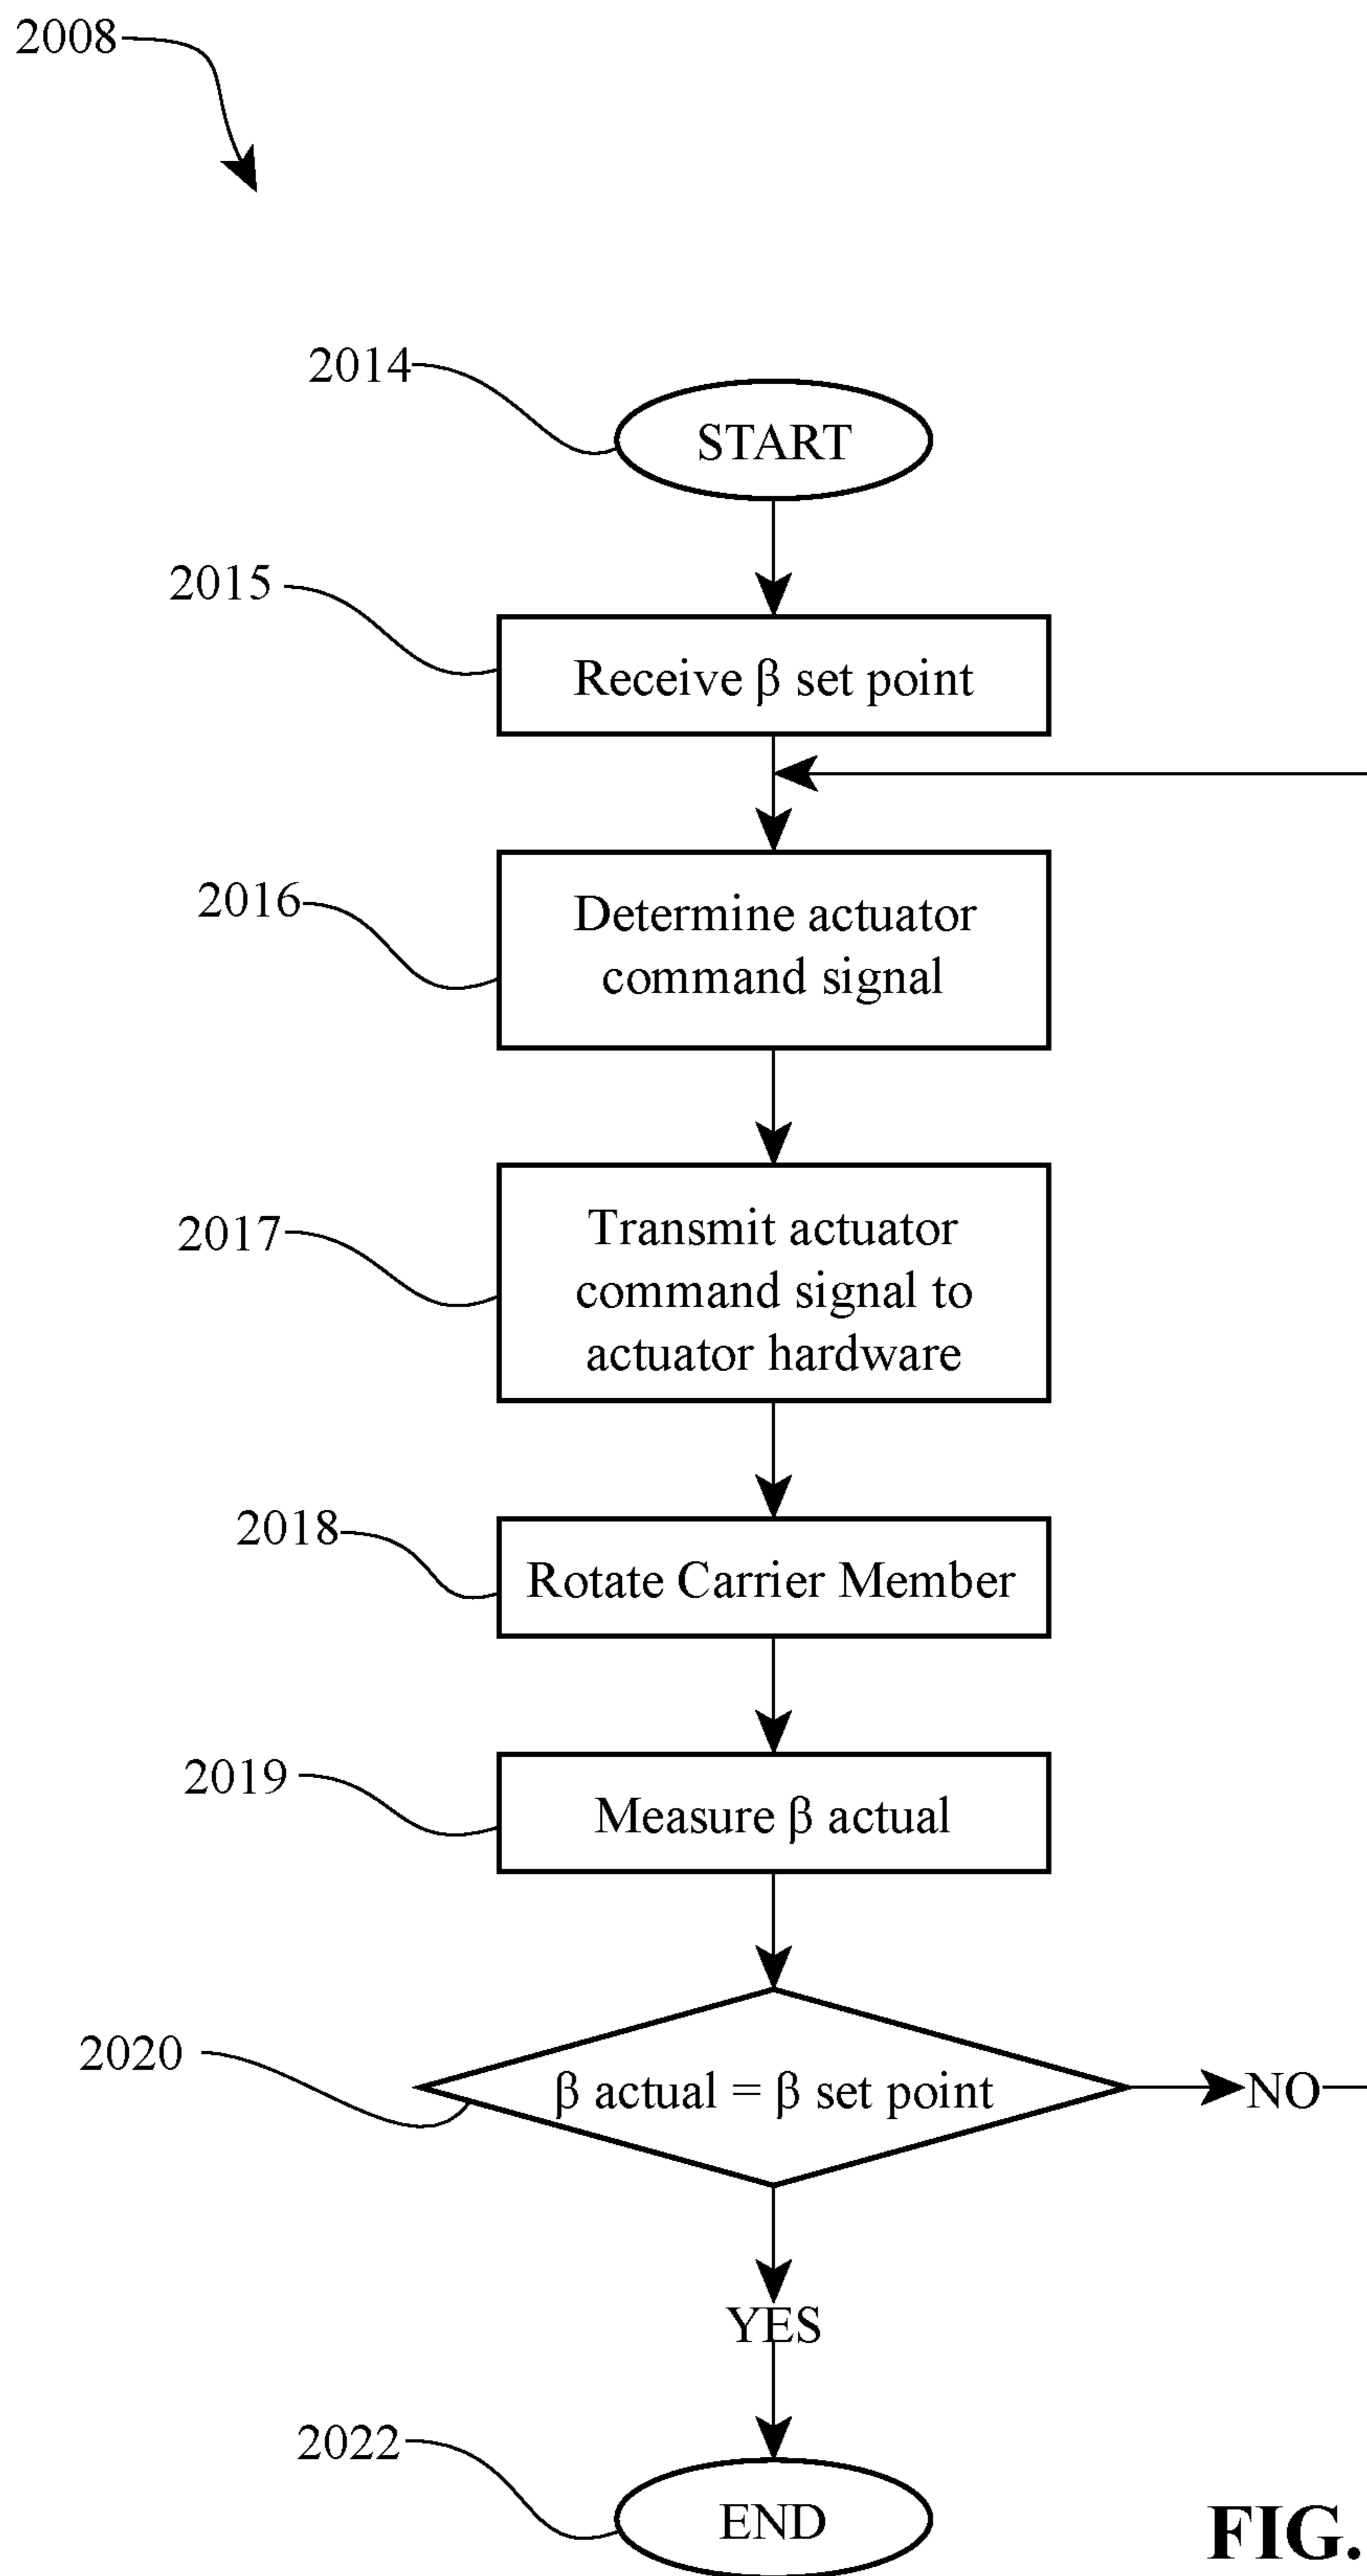 2008
2014
START
2015
Receive β set point
2016
Determine actuator
command signal
2017
Transmit actuator
command signal to
actuator hardware
2018
Rotate Carrier Member
2019
Measure β actual
2020
β actual = β set point
NO
YES
2022
END
FIG.